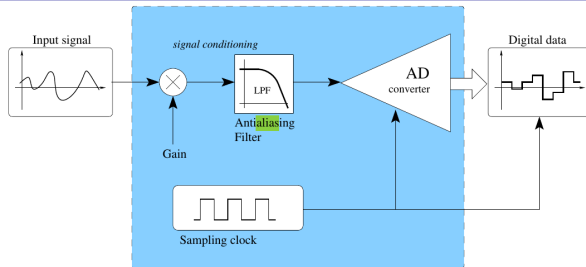 Input signal
signal conditioning
Digital data
LPF
AD
converter
Antialiasing
Filter
Gain
Sampling clock